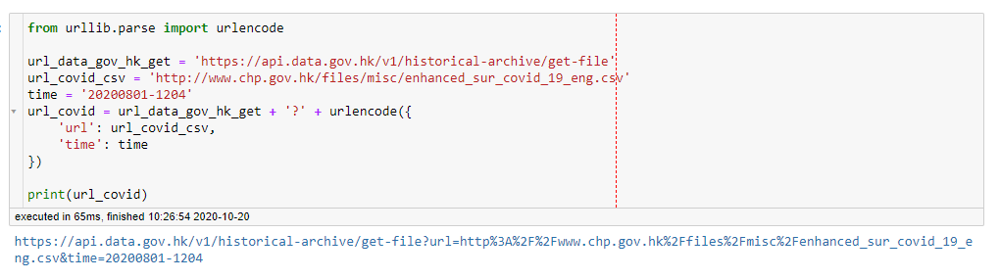 from urllib.parse import urlencode
url_data_gov_hk_get = 'https://api.data.gov.hk/v1/historical-archive/get-file'
url_covid_csv = 'http://www.chp.gov.hk/files/misc/enhanced_sur_covid_19_eng.csv'
time = '20200801-1204'
url_covid = url_data_gov_hk_get + '?' + urlencode({
    'url': url_covid_csv,
    'time': time
})
print(url_covid)
executed in 65ms, finished 10:26:54 2020-10-20
https://api.data.gov.hk/v1/historical-archive/get-file?url=http%3A%2F%2Fwww.chp.gov.hk%2Ffiles%2Fmisc%2Fenhanced_sur_covid_19_e
ng.csv&time=20200801-1204